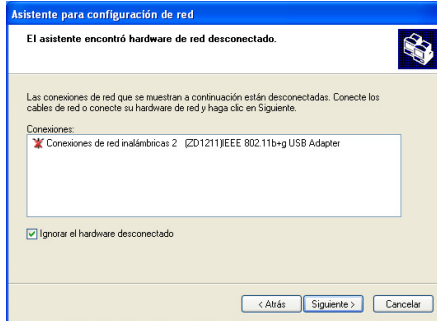 Asistente para configuración de red
El asistente encontró hardware de red desconectado.
Las conexiones de red que se muestran a continuación están desconectadas. Conecte los
cables de red o conecte su hardware de red y haga clic en Siguiente.
Conexiones:
Conexiones de red inalámbricas 2 (ZD1211)IEEE 802.11b+g USB Adapter
Ignorar el hardware desconectado
< Atrás Siguiente > Cancelar